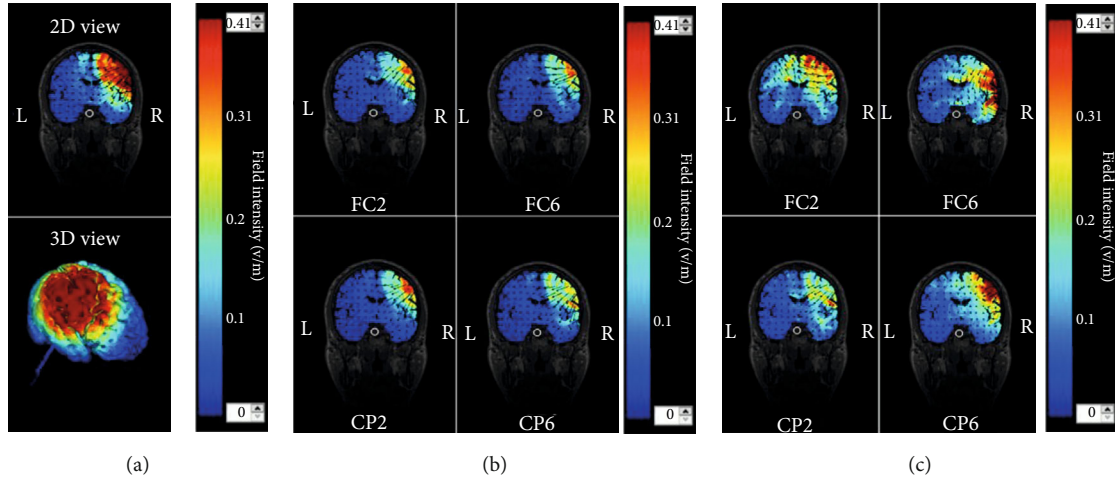 2D view
L
R
3D view
0.41
0.31
0.2
0.1
0
Field intensity (v/m)
(a)
L
R
FC2
FC6
L
R
CP2
CP6
0.41
0.31
0.2
0.1
0
Field intensity (v/m)
(b)
L
R
FC2
FC6
L
R
CP2
CP6
0.41
0.31
0.2
0.1
0
Field intensity (v/m)
(c)